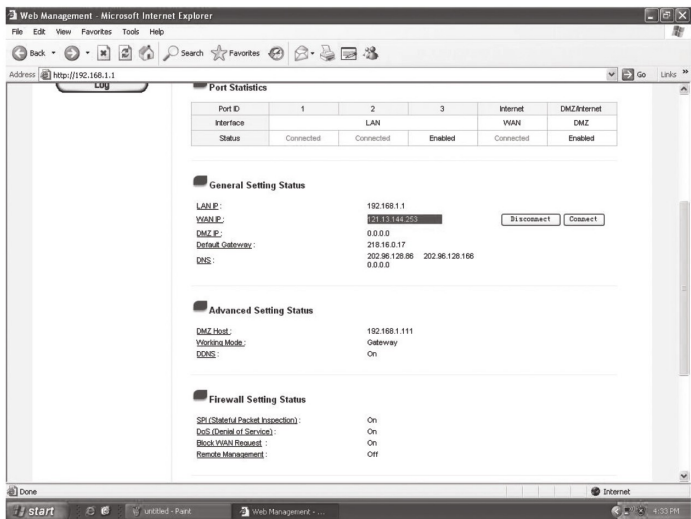 Web Management - Microsoft Internet Explorer
File Edit View Favorites Tools Help
Back Search Favorites
Address http://192.168.1.1 Go Links »
Log
Port Statistics
Port ID 1 2 3 Internet DMZ/Internet
Interface LAN WAN DMZ
Status Connected Connected Enabled Connected Enabled
General Setting Status
LAN IP : 192.168.1.1
WAN IP : 121.13.144.253 Disconnect Connect
DMZ IP : 0.0.0.0
Default Gateway : 218.16.0.17
DNS : 202.96.128.86 202.96.128.166
0.0.0.0
Advanced Setting Status
DMZ Host : 192.168.1.111
Working Mode : Gateway
DDNS : On
Firewall Setting Status
SPI (Stateful Packet Inspection) : On
DoS (Denial of Service) : On
Block WAN Request : On
Remote Management : Off
Done Internet
start untitled - Paint Web Management - ... 4:33 PM